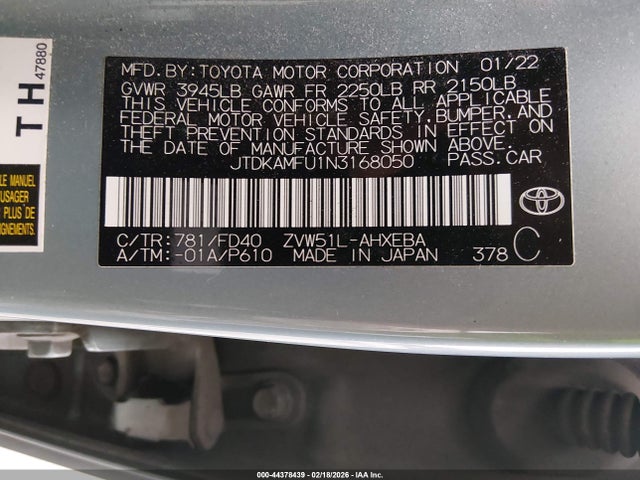 TH
47880
LE MANUEL
USAGER
R PLUS DE
IGNEMENTS.
MFD.BY:TOYOTA MOTOR CORPORATION 01/22
GVWR 3945LB GAWR FR 2250LB RR 2150LB
THIS VEHICLE CONFORMS TO ALL APPLICABLE
FEDERAL MOTOR VEHICLE SAFETY,BUMPER,AND
THEFT PREVENTION STANDARDS IN EFFECT ON
THE DATE OF MANUFACTURE SHOWN ABOVE.
JTDKAMFU1N3168050 PASS.CAR
TOYOTA
C/TR:781/FD40 ZVW51L-AHXEBA
A/TM:-01A/P610 MADE IN JAPAN 378 C
000-44378439 - 02/18/2026 - IAA Inc.